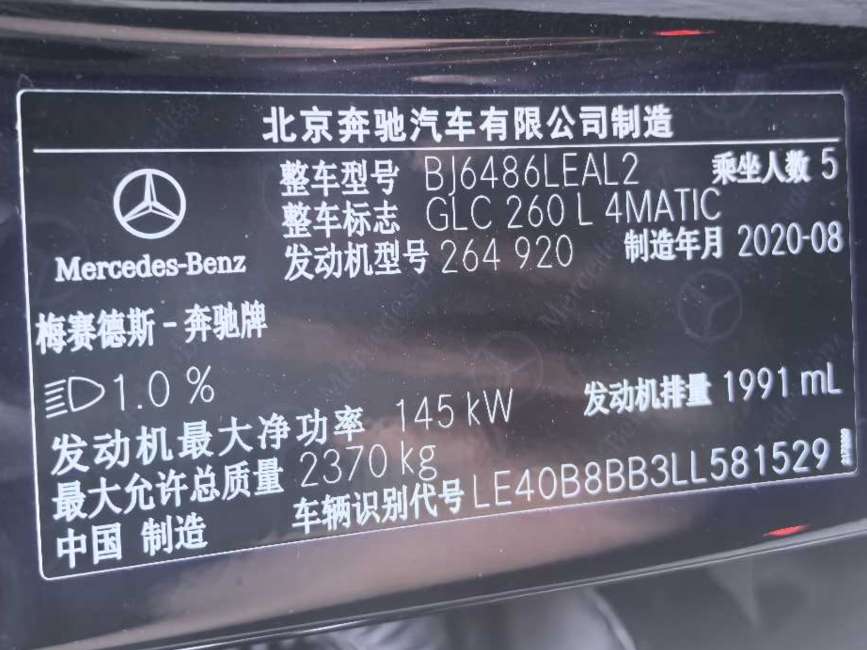 北京奔驰汽车有限公司制造
整车型号 BJ6486LEAL2 乘坐人数 5
整车标志 GLC 260 L 4MATIC
发动机型号 264 920 制造年月 2020-08
Mercedes-Benz
梅赛德斯-奔驰牌
1.0 %
发动机最大净功率 145 kW 发动机排量 1991 mL
最大允许总质量 2370 kg
中国 制造 车辆识别代号 LE40B8BB3LL581529